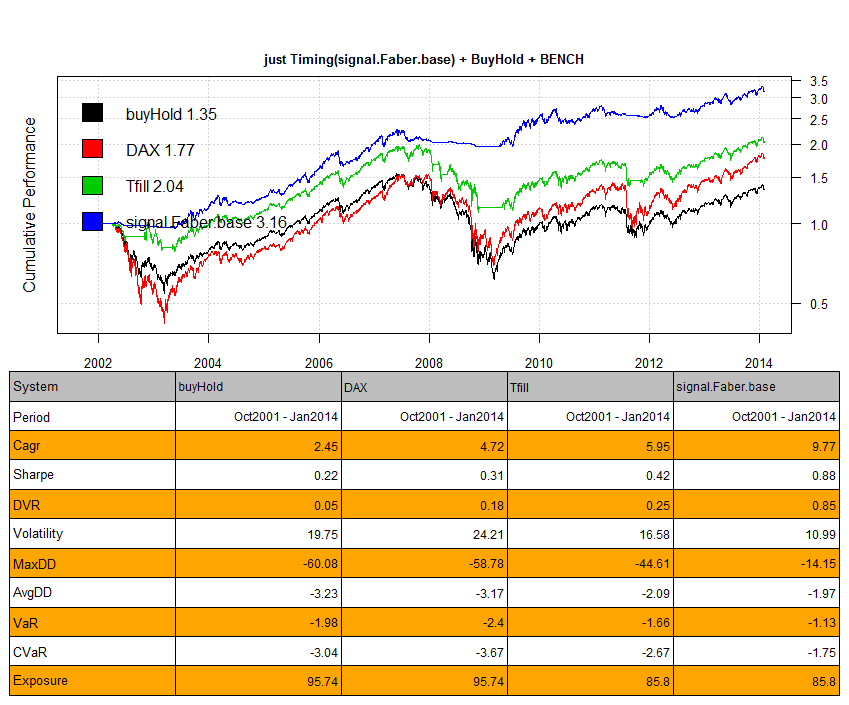 just Timing(signal.Faber.base) + BuyHold + BENCH
Cumulative Performance
buyHold 1.35
DAX 1.77
Tfill 2.04
signal.Faber.base 3.16
3.5
3.0
2.5
2.0
1.5
1.0
0.5
2002 2004 2006 2008 2010 2012 2014
System buyHold DAX Tfill signal.Faber.base
Period Oct2001 - Jan2014 Oct2001 - Jan2014 Oct2001 - Jan2014 Oct2001 - Jan2014
Cagr 2.45 4.72 5.95 9.77
Sharpe 0.22 0.31 0.42 0.88
DVR 0.05 0.18 0.25 0.85
Volatility 19.75 24.21 16.58 10.99
MaxDD -60.08 -58.78 -44.61 -14.15
AvgDD -3.23 -3.17 -2.09 -1.97
VaR -1.98 -2.4 -1.66 -1.13
CVaR -3.04 -3.67 -2.67 -1.75
Exposure 95.74 95.74 85.8 85.8